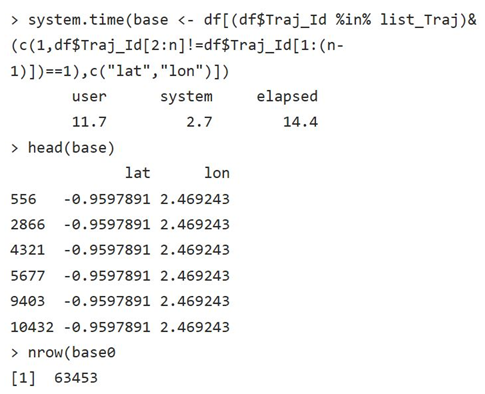 > system.time(base <- df[(df$Traj_Id %in% list_Traj)&
(c(1,df$Traj_Id[2:n]!=df$Traj_Id[1:(n-
1)])==1),c("lat","lon")])
user system elapsed
11.7 2.7 14.4
> head(base)
lat lon
556 -0.9597891 2.469243
2866 -0.9597891 2.469243
4321 -0.9597891 2.469243
5677 -0.9597891 2.469243
9403 -0.9597891 2.469243
10432 -0.9597891 2.469243
> nrow(base0
[1] 63453